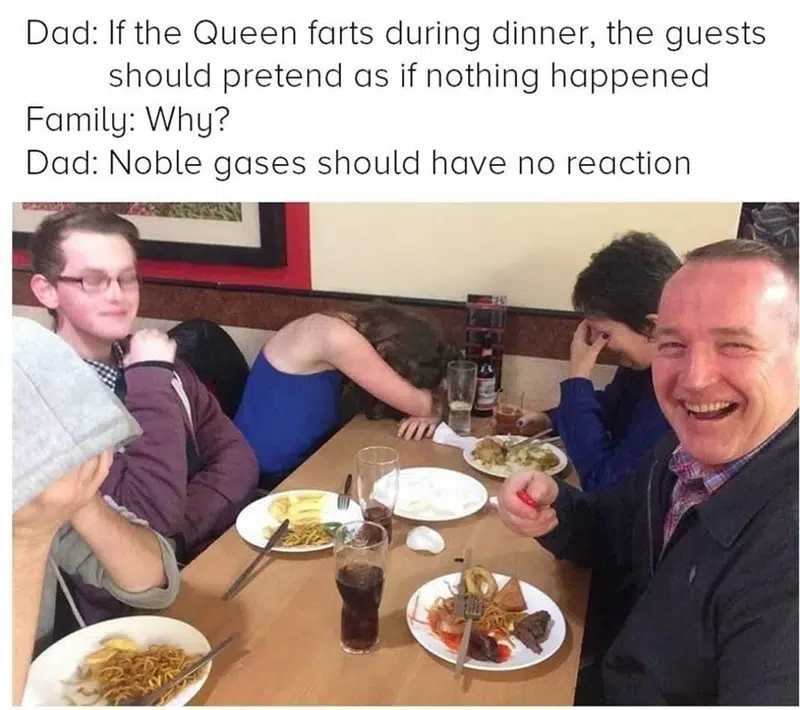 Dad: If the Queen farts during dinner, the guests
should pretend as if nothing happened
Family: Why?
Dad: Noble gases should have no reaction